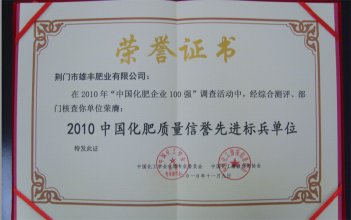 荣誉证书
荆门市雄丰肥业有限公司：
在2010年“中国化肥企业100强”调查活动中，经综合测评、部
门核查你单位荣膺：
2010中国化肥质量信誉先进标兵单位
特发此证